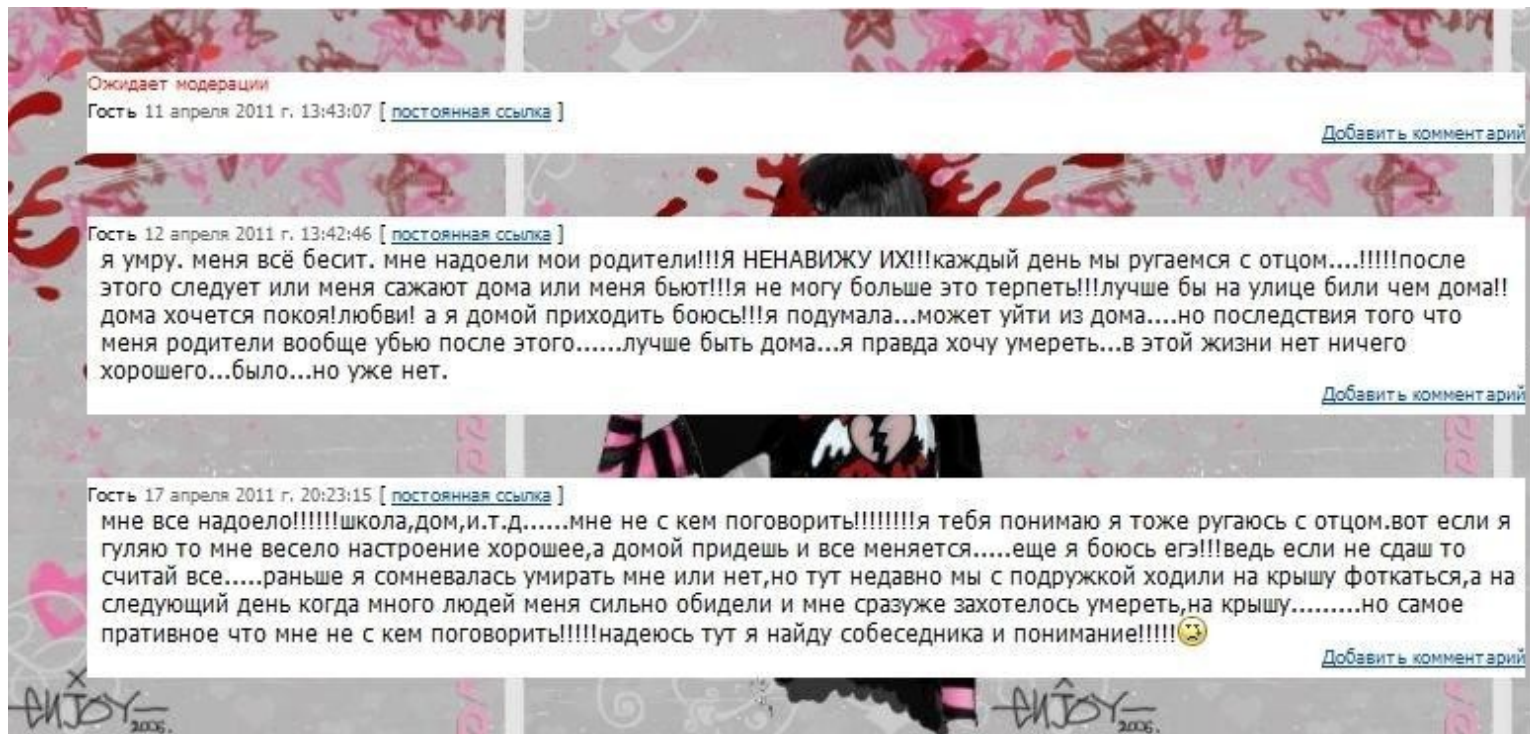 Ожидает модерации
Гость 11 апреля 2011 г. 13:43:07 [ постоянная ссылка ]
Добавить комментарий
Гость 12 апреля 2011 г. 13:42:46 [ постоянная ссылка ]
я умру. меня всё бесит. мне надоели мои родители!!!Я НЕНАВИЖУ ИХ!!!каждый день мы ругаемся с отцом....!!!!!после
этого следует или меня сажают дома или меня бьют!!!я не могу больше это терпеть!!!лучше бы на улице били чем дома!!
дома хочется покоя!любви! а я домой приходить боюсь!!!я подумала...может уйти из дома....но последствия того что
меня родители вообще убью после этого......лучше быть дома...я правда хочу умереть...в этой жизни нет ничего
хорошего...было...но уже нет.
Добавить комментарий
Гость 17 апреля 2011 г. 20:23:15 [ постоянная ссылка ]
мне все надоело!!!!!!школа,дом,и.т.д......мне не с кем поговорить!!!!!!!!я тебя понимаю я тоже ругаюсь с отцом.вот если я
гуляю то мне весело настроение хорошее,а домой придешь и все меняется.....еще я боюсь егэ!!!ведь если не сдаш то
считай все.....раньше я сомневалась умирать мне или нет,но тут недавно мы с подружкой ходили на крышу фоткаться,а на
следующий день когда много людей меня сильно обидели и мне сразуже захотелось умереть,на крышу.........но самое
пративное что мне не с кем поговорить!!!!!надеюсь тут я найду собеседника и понимание!!!!!
Добавить комментарий
ENJOY 2006.
ENJOY 2006.